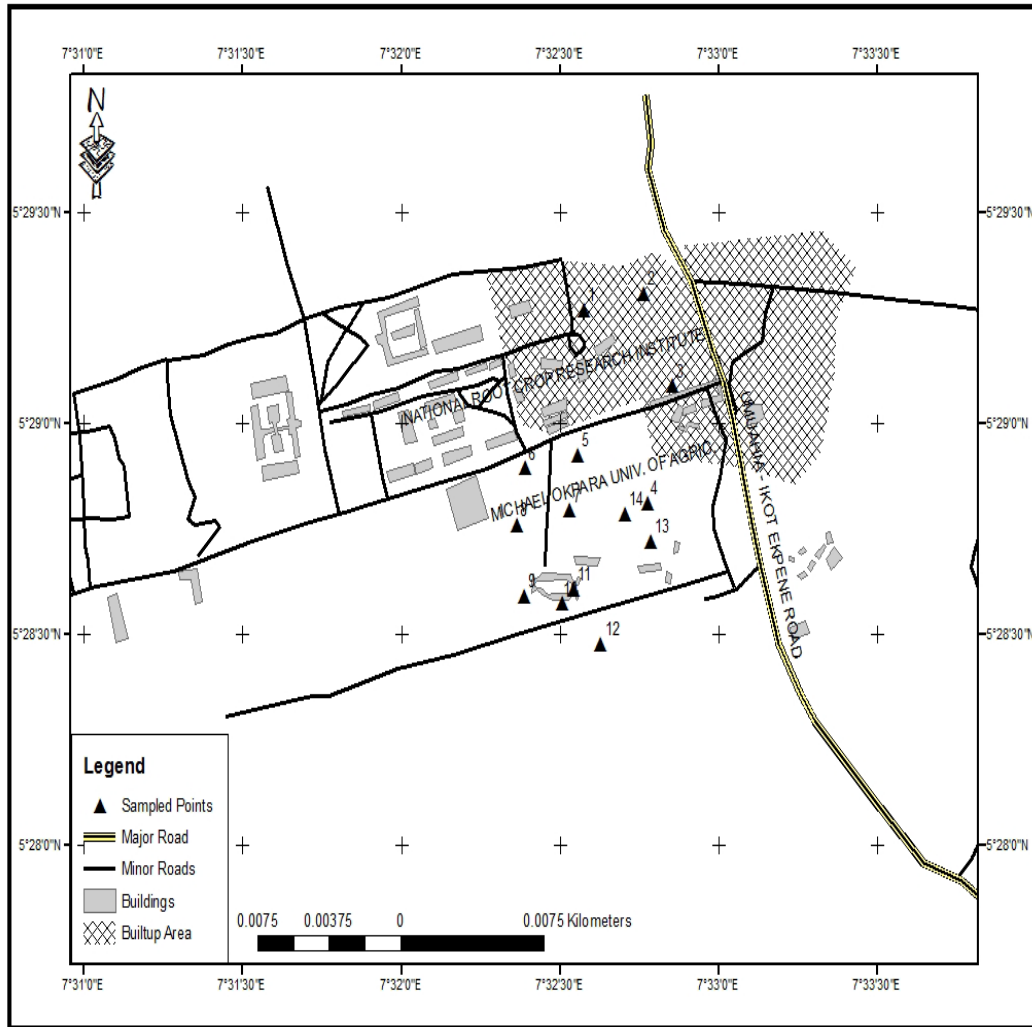 7°31'0"E 7°31'30"E 7°32'0"E 7°32'30"E 7°33'0"E 7°33'30"E
N
5°29'30"N 5°29'30"N
2
1
NATIONAL ROOT CROP RESEARCH INSTITUTE
3
5°29'0"N 5°29'0"N
UMUAHIA - IKOT EKPENE ROAD
5
6
MICHAEL OKPARA UNIV. OF AGRIC.
4
7
14
8
13
11
9
12
5°28'30"N 5°28'30"N
Legend
Sampled Points
Major Road
Minor Roads
Buildings
Builtup Area
5°28'0"N 5°28'0"N
0.0075 0.00375 0 0.0075 Kilometers
7°31'0"E 7°31'30"E 7°32'0"E 7°32'30"E 7°33'0"E 7°33'30"E